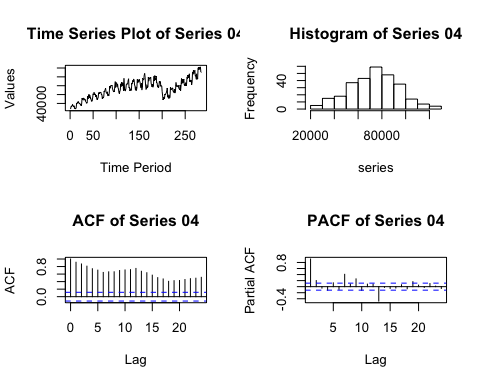 Time Series Plot of Series 04
Values
40000
0 50 150 250
Time Period
Histogram of Series 04
Frequency
0 40
20000 80000
series
ACF of Series 04
ACF
0.0 0.8
0 5 10 15 20
Lag
PACF of Series 04
Partial ACF
-0.4 0.8
5 10 15 20
Lag